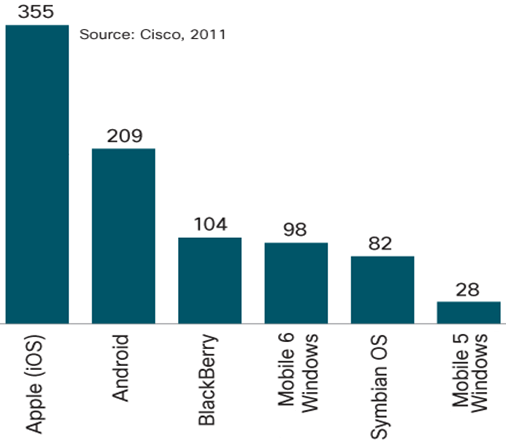 355
Source: Cisco, 2011
209
104
98
82
28
Apple (iOS)
Android
BlackBerry
Mobile 6
Windows
Symbian OS
Mobile 5
Windows